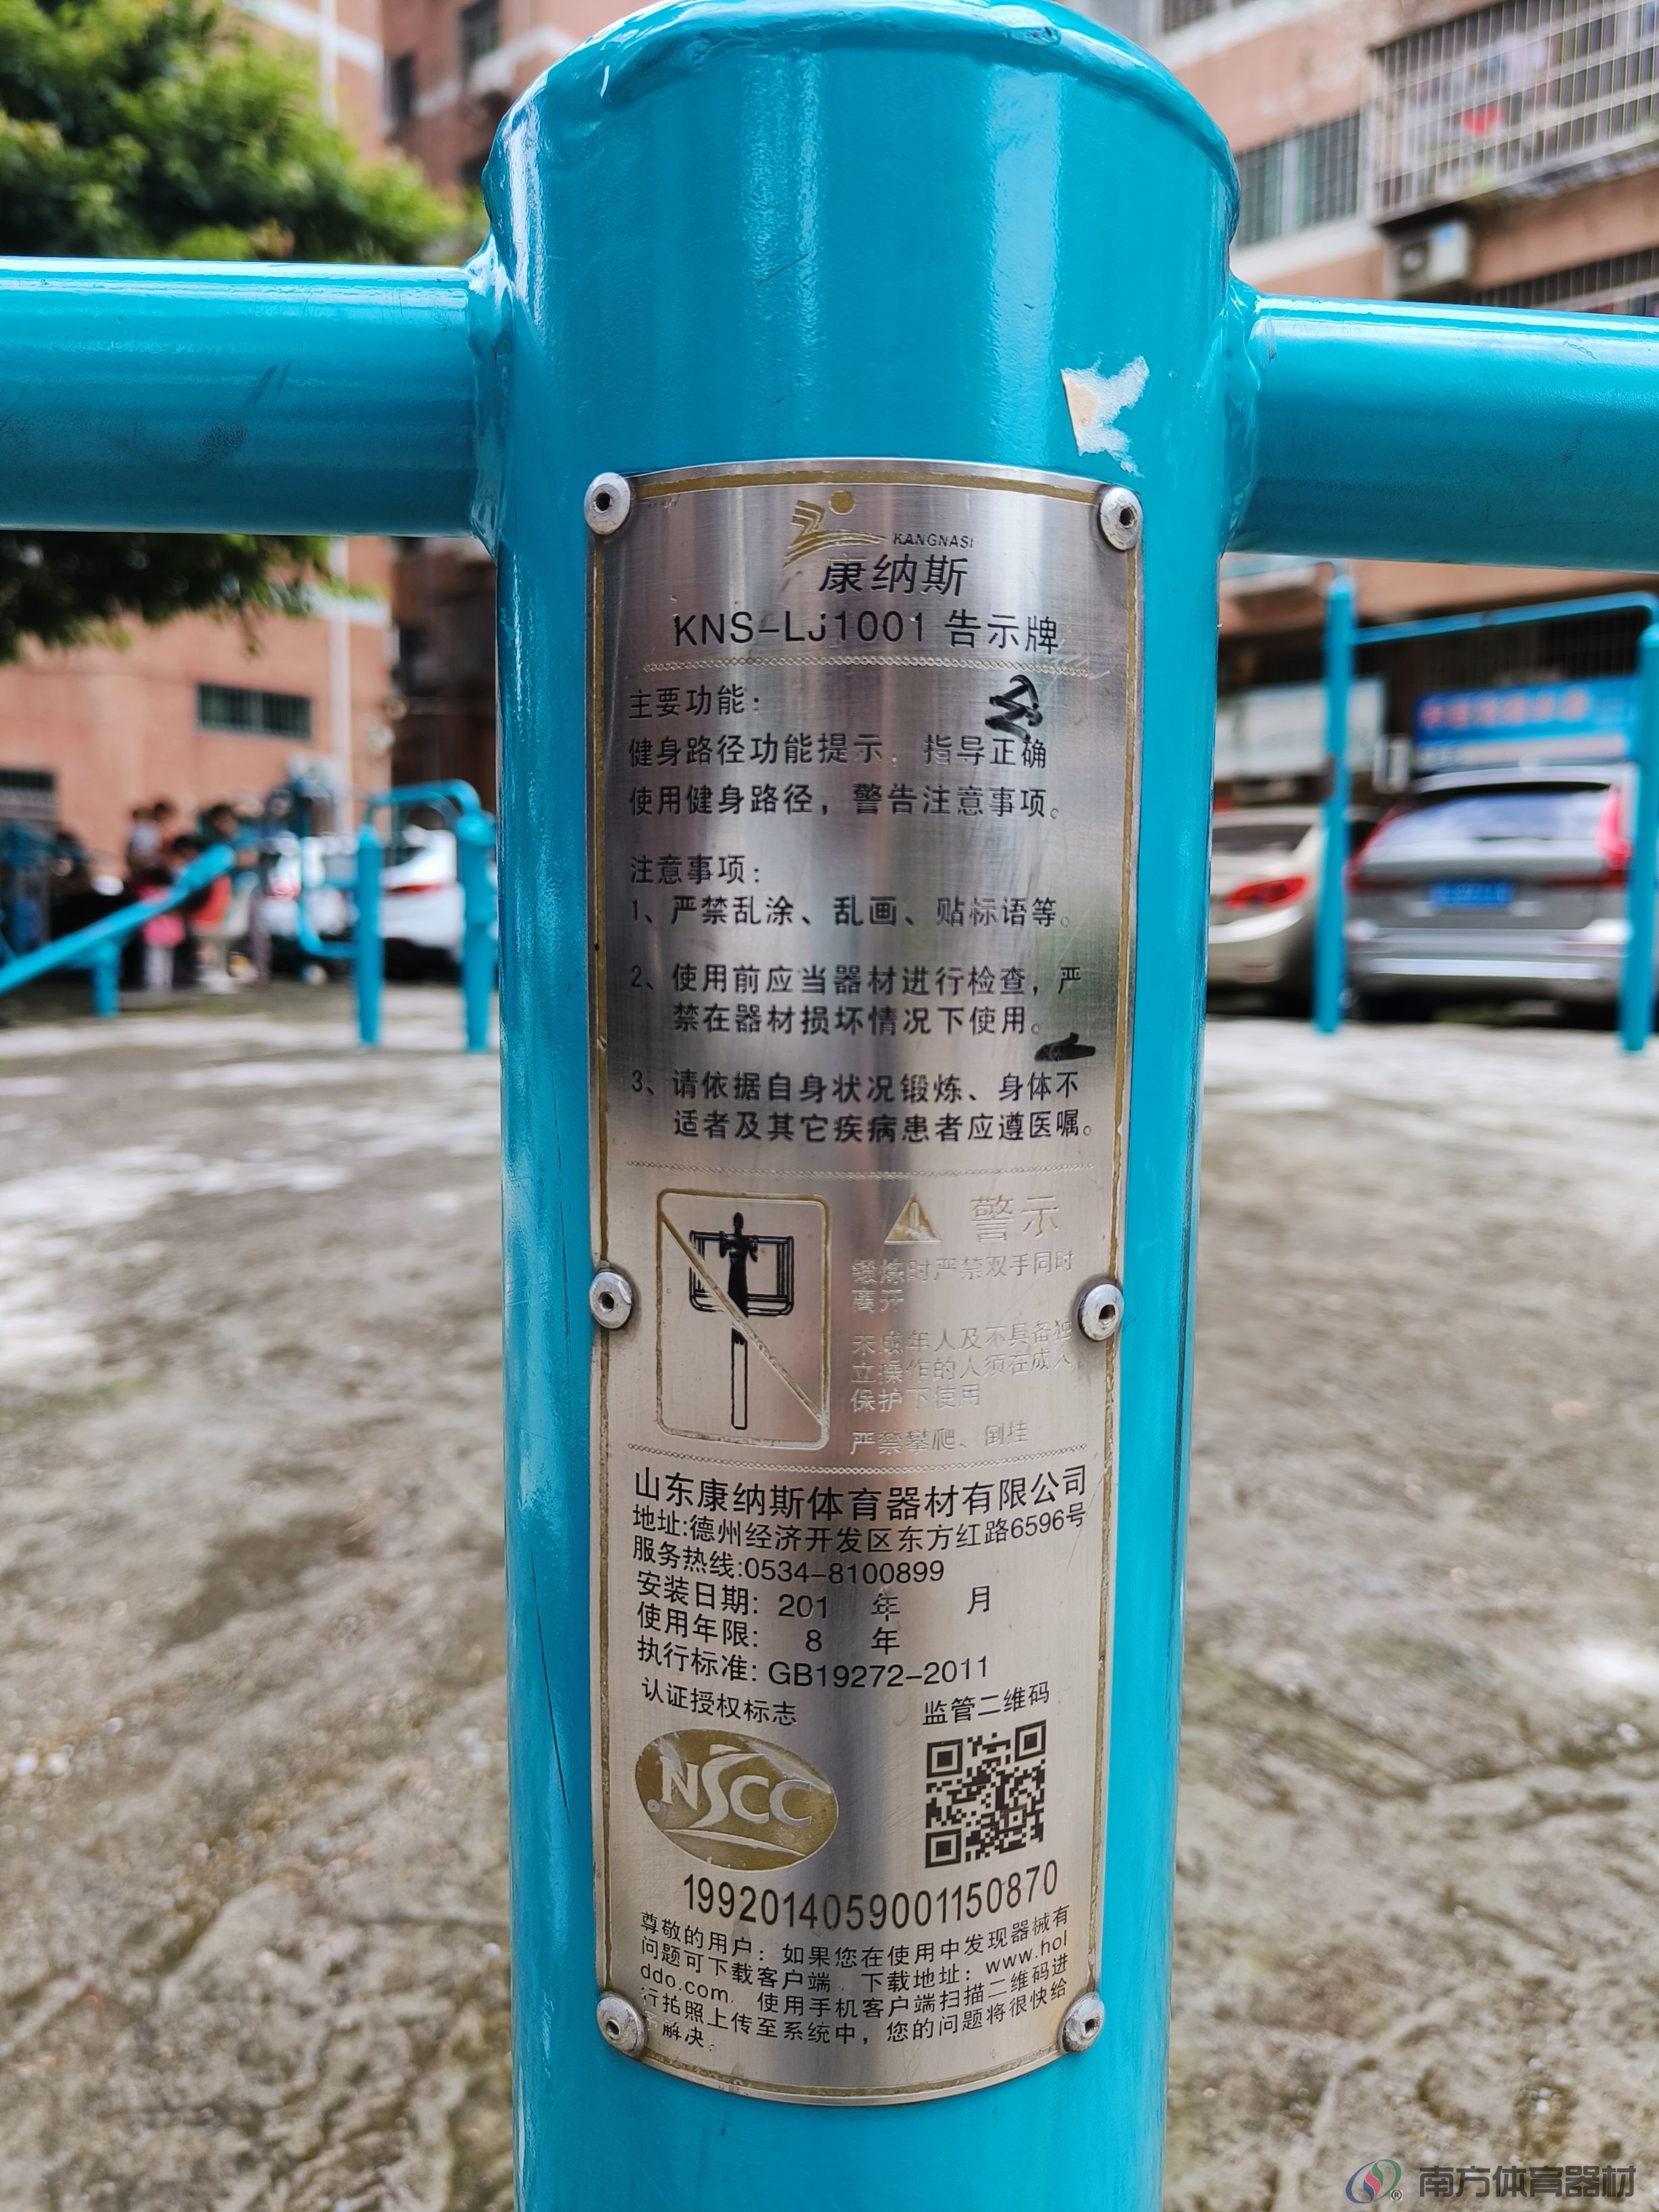 KANGNASI
康纳斯
KNS-LJ1001 告示牌
主要功能：
健身路径功能提示，指导正确
使用健身路径，警告注意事项。
注意事项：
1、严禁乱涂、乱画、贴标语等。
2、使用前应当器材进行检查，严
禁在器材损坏情况下使用。
3、请依据自身状况锻炼、身体不
适者及其它疾病患者应遵医嘱。
警示
锻炼时严禁双手同时
离开
未成年人及不具备独
立操作的人须在成人
保护下使用
严禁攀爬、倒挂
山东康纳斯体育器材有限公司
地址:德州经济开发区东方红路6596号
服务热线:0534-8100899
安装日期: 201 年 月
使用年限: 8 年
执行标准: GB19272-2011
认证授权标志 监管二维码
NSCC
1992014059001150870
尊敬的用户：如果您在使用中发现器械有
问题可下载客户端，下载地址：www.hol
ddo.com，使用手机客户端扫描二维码进
行拍照上传至系统中，您的问题将很快给
解决。
南方体育器材